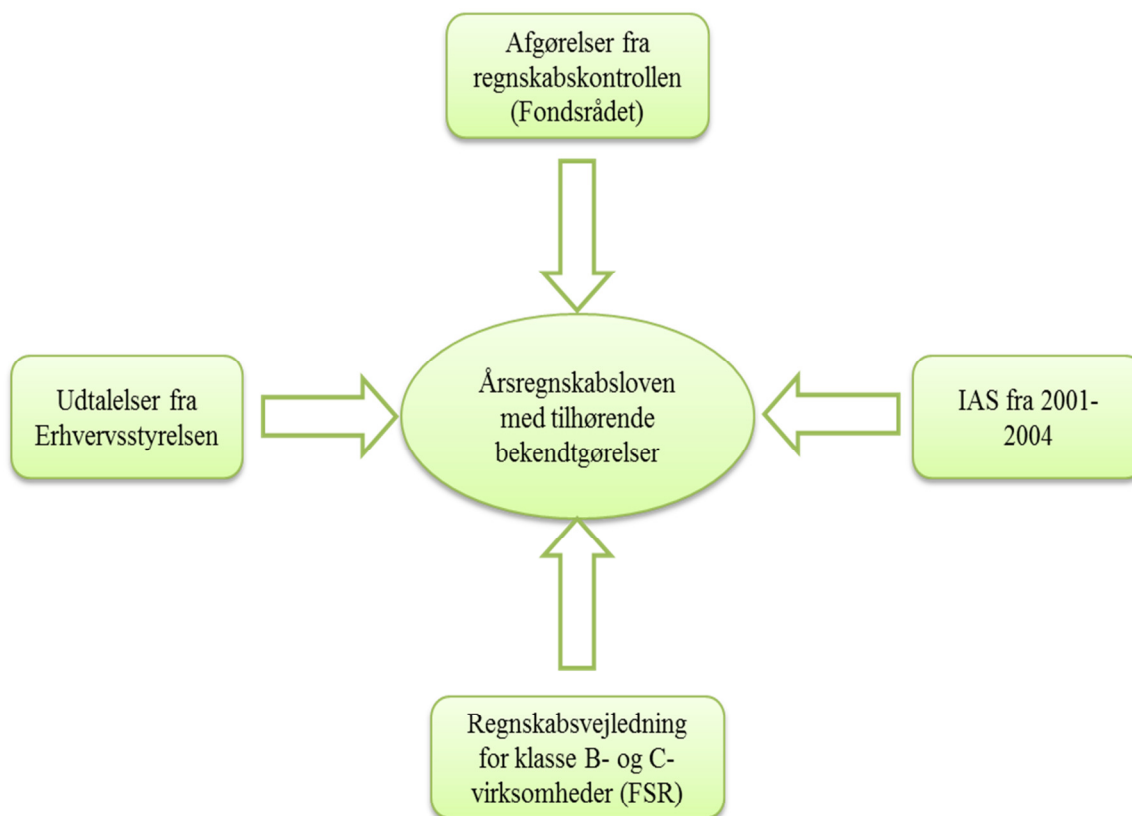 Afgørelser fra
regnskabskontrollen
(Fondsrådet)
Udtalelser fra
Erhvervsstyrelsen
Årsregnskabsloven
med tilhørende
bekendtgørelser
IAS fra 2001-
2004
Regnskabsvejledning
for klasse B- og C-
virksomheder (FSR)